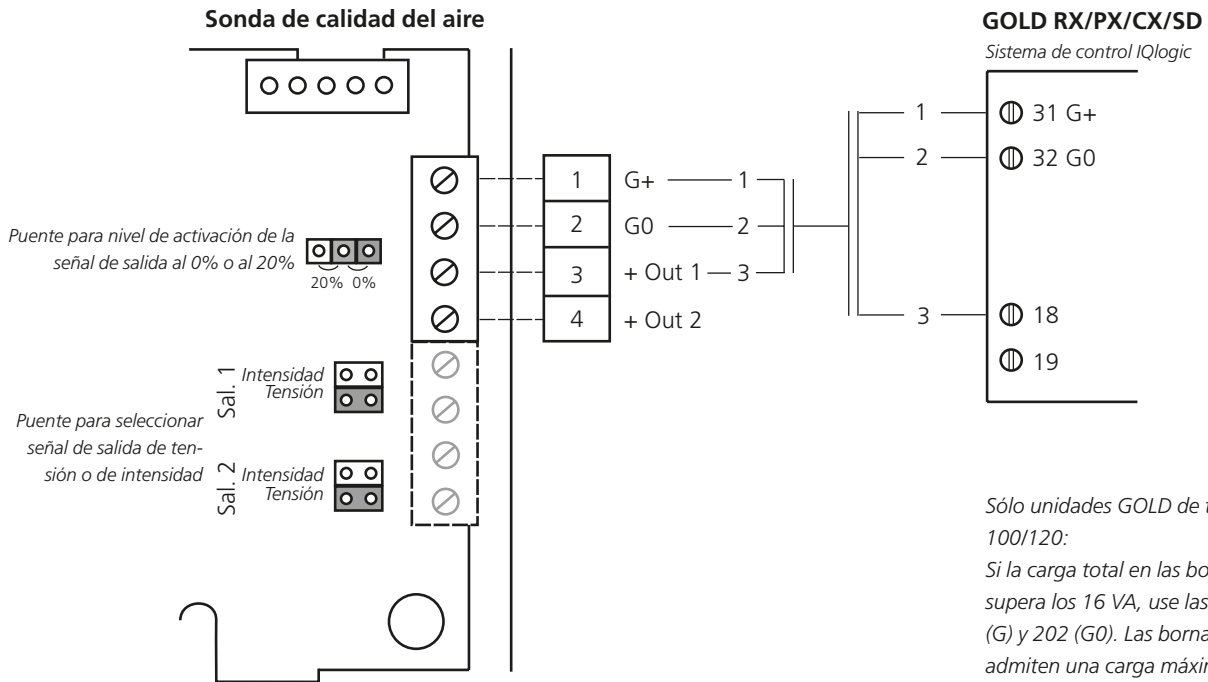 Sonda de calidad del aire
GOLD RX/PX/CX/SD
Sistema de control IQlogic
1
31 G+
2
32 G0
1
G+
1
2
G0
2
3
+ Out 1
3
4
+ Out 2
3
18
19
Puente para nivel de activación de la
señal de salida al 0% o al 20%
20% 0%
Sal. 1
Intensidad
Tensión
Puente para seleccionar
señal de salida de ten-
sión o de intensidad
Sal. 2
Intensidad
Tensión
Sólo unidades GOLD de
100/120:
Si la carga total en las
supera los 16 VA, use las
(G) y 202 (G0). Las
admiten una carga